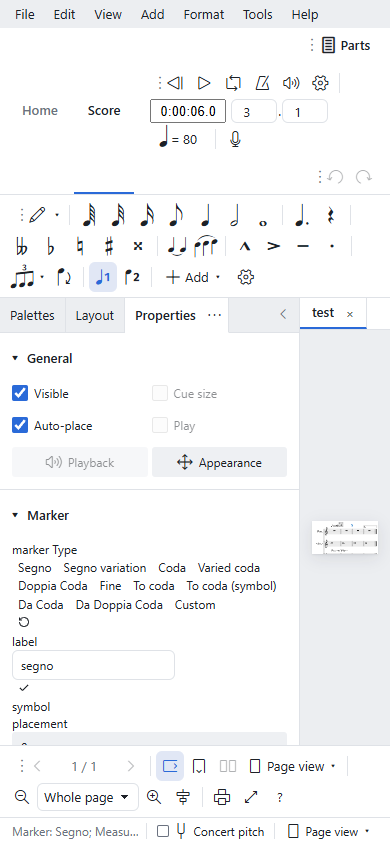 File Edit View Add Format Tools Help
Parts
Home Score 0:00:06.0 3 . 1
= 80
3 1 2 Add
Palettes Layout Properties ··· test ×
General
Visible Cue size
Auto-place Play
Playback Appearance
Marker
marker Type
Segno Segno variation Coda Varied coda
Doppia Coda Fine To coda To coda (symbol)
Da Coda Da Doppia Coda Custom
label
segno
symbol
placement
1 / 1 Page view
Whole page ?
Marker: Segno; Measu... Concert pitch Page view